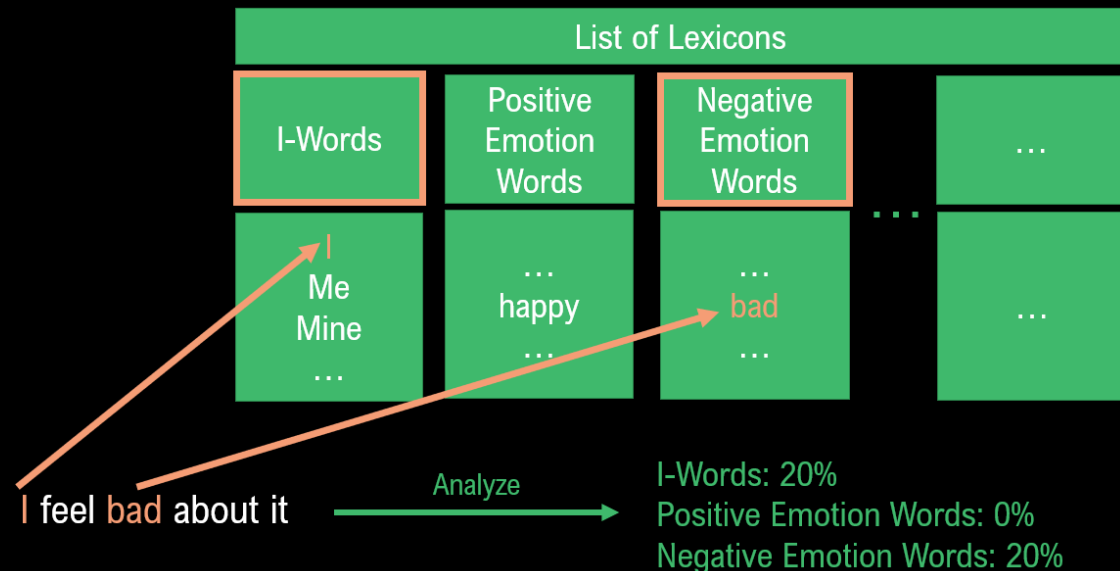 List of Lexicons
I-Words
Positive
Emotion
Words
Negative
Emotion
Words
...
...
I
Me
Mine
...
...
happy
...
...
bad
...
...
I feel bad about it
Analyze
I-Words: 20%
Positive Emotion Words: 0%
Negative Emotion Words: 20%